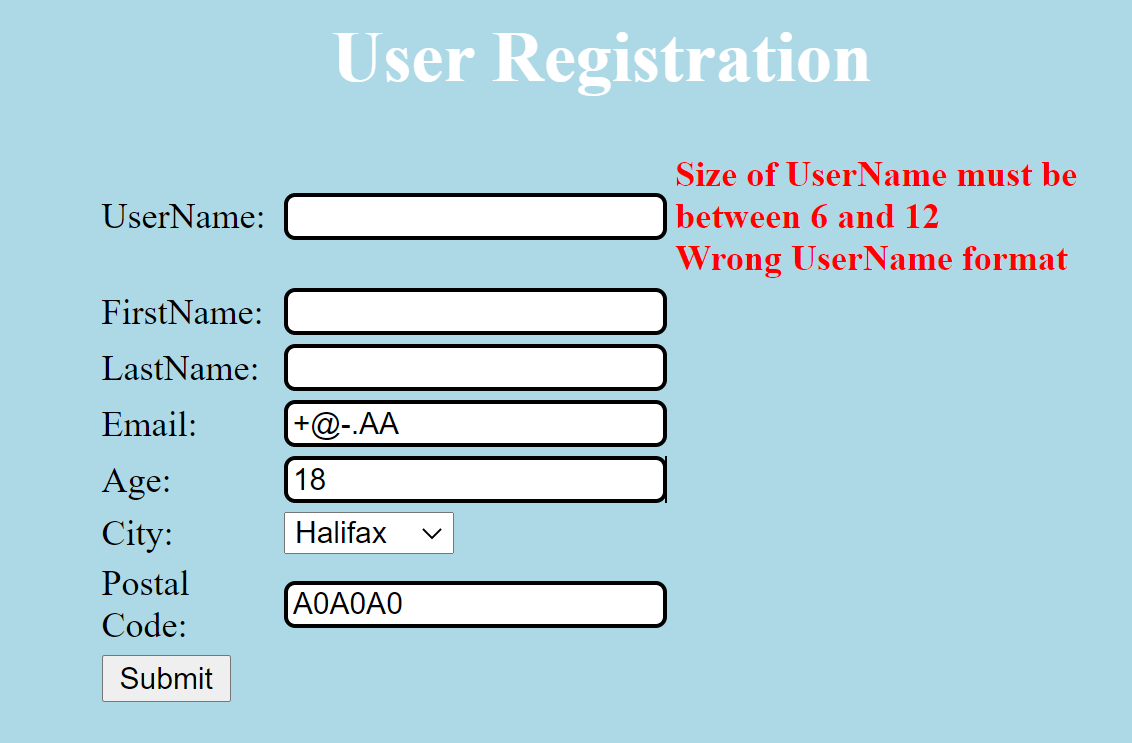 User Registration
Size of UserName must be
UserName:
between 6 and 12
Wrong UserName format
FirstName:
LastName:
Email: +@-.AA
Age: 18
City: Halifax
Postal
Code: A0A0A0
Submit